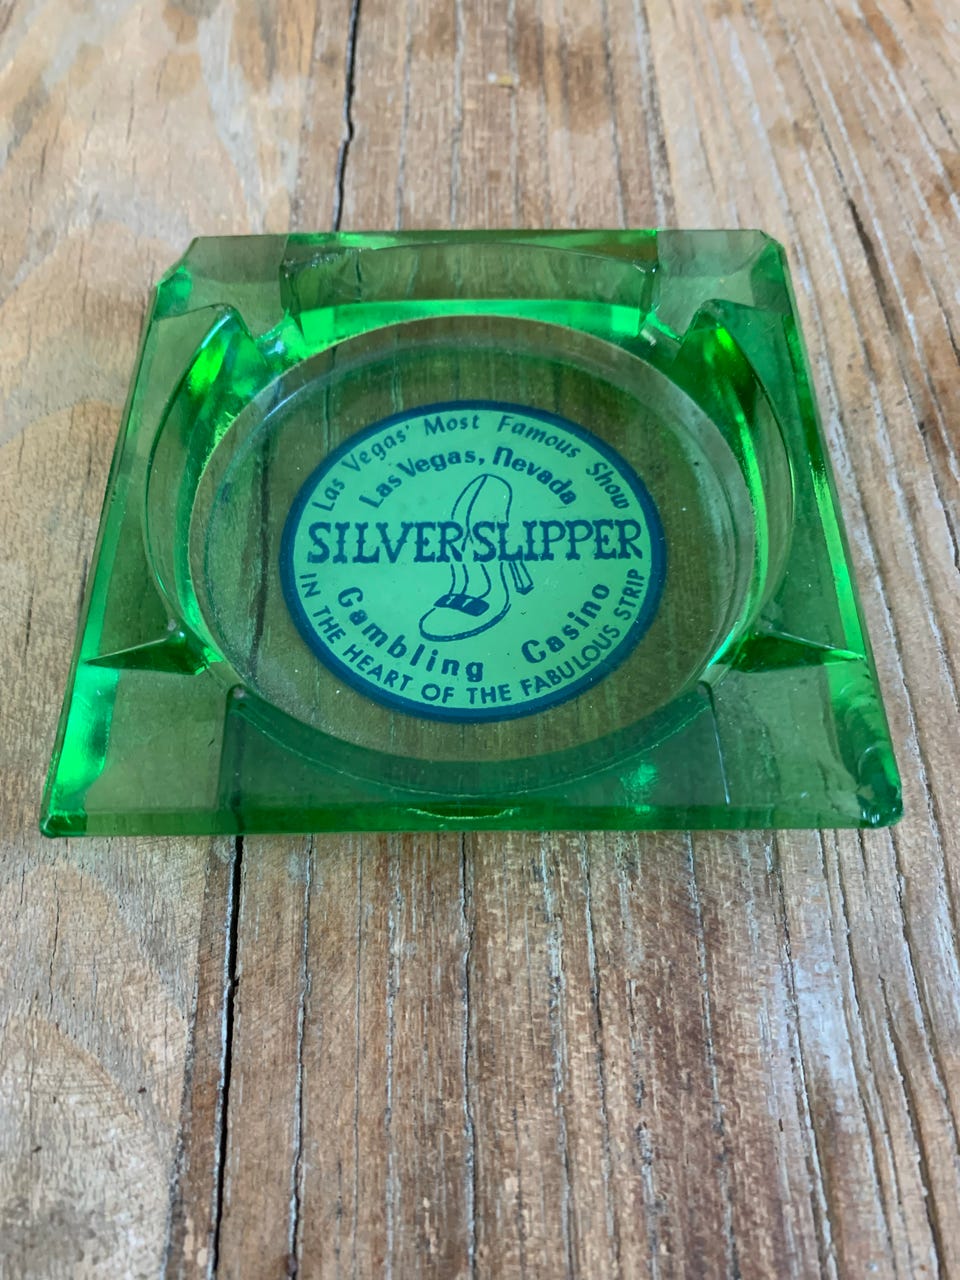 Las Vegas' Most Famous Show
Las Vegas, Nevada
SILVER SLIPPER
Gambling Casino
IN THE HEART OF THE FABULOUS STRIP